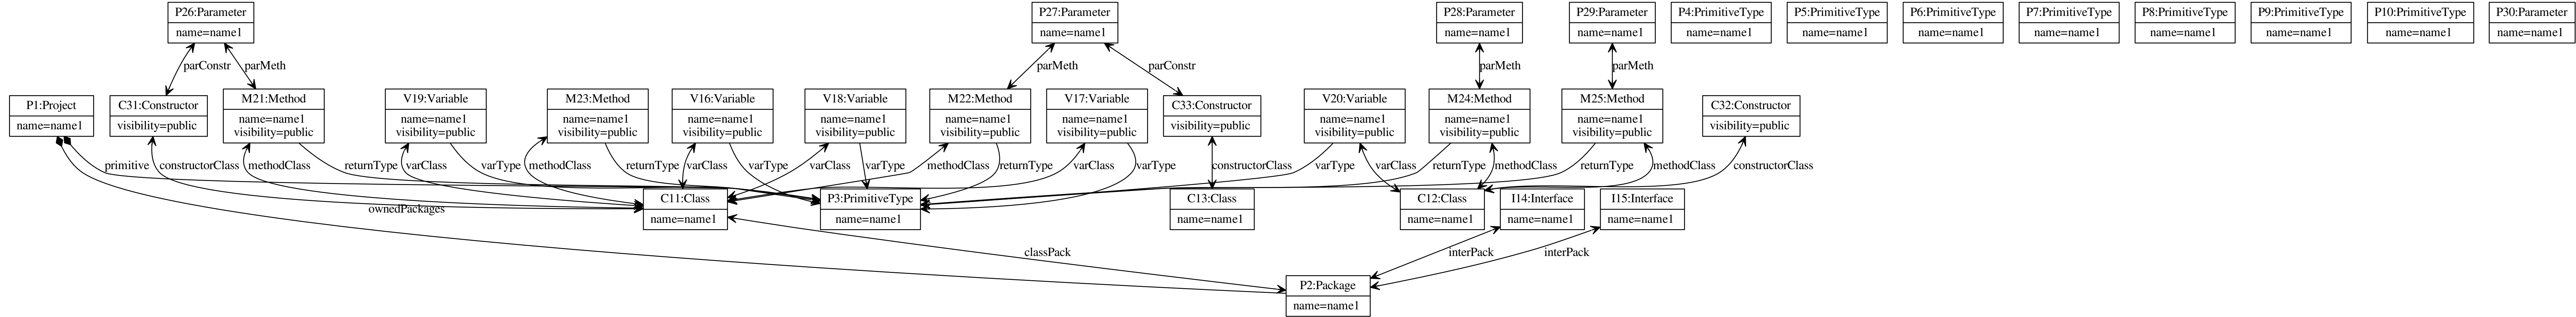 P26:Parameter
name=name1
P27:Parameter
name=name1
P28:Parameter
name=name1
P29:Parameter
name=name1
P4:PrimitiveType
name=name1
P5:PrimitiveType
name=name1
P6:PrimitiveType
name=name1
P7:PrimitiveType
name=name1
P8:PrimitiveType
name=name1
P9:PrimitiveType
name=name1
P10:PrimitiveType
name=name1
P30:Parameter
name=name1
parConstr
parMeth
parMeth
parConstr
parMeth
parMeth
P1:Project
name=name1
C31:Constructor
visibility=public
M21:Method
name=name1
visibility=public
V19:Variable
name=name1
visibility=public
M23:Method
name=name1
visibility=public
V16:Variable
name=name1
visibility=public
V18:Variable
name=name1
visibility=public
M22:Method
name=name1
visibility=public
V17:Variable
name=name1
visibility=public
C33:Constructor
visibility=public
V20:Variable
name=name1
visibility=public
M24:Method
name=name1
visibility=public
M25:Method
name=name1
visibility=public
C32:Constructor
visibility=public
primitive
constructorClass
methodClass
returnType
varClass
varType
methodClass
returnType
varClass
varType
varClass
varType
methodClass
returnType
varClass
varType
constructorClass
varType
varClass
returnType
methodClass
returnType
methodClass
constructorClass
ownedPackages
C11:Class
name=name1
P3:PrimitiveType
name=name1
C13:Class
name=name1
C12:Class
name=name1
I14:Interface
name=name1
I15:Interface
name=name1
classPack
interPack
interPack
P2:Package
name=name1